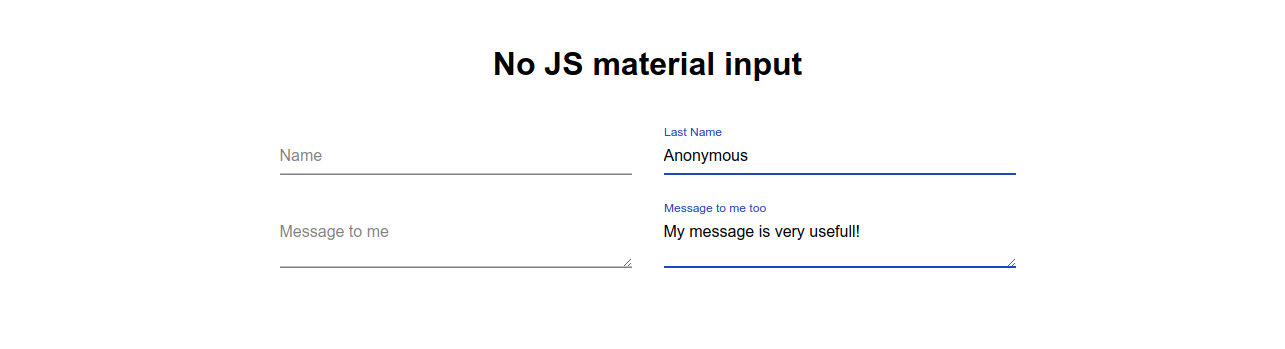 No JS material input
Name
Last Name
Anonymous
Message to me
Message to me too
My message is very usefull!